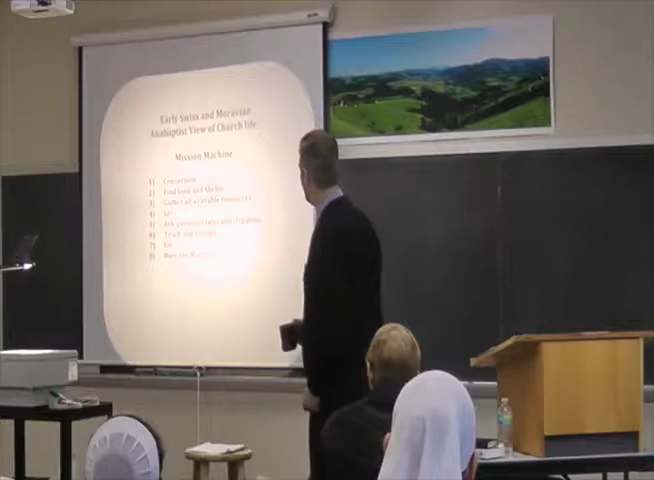 Early Swiss and Moravian
Anabaptist View of Church life
Mission Machine
1) Conversion
2) Find food and shelter
3) Gather all available resources
4) Go
5)
6) Teach and
7) Go
8)